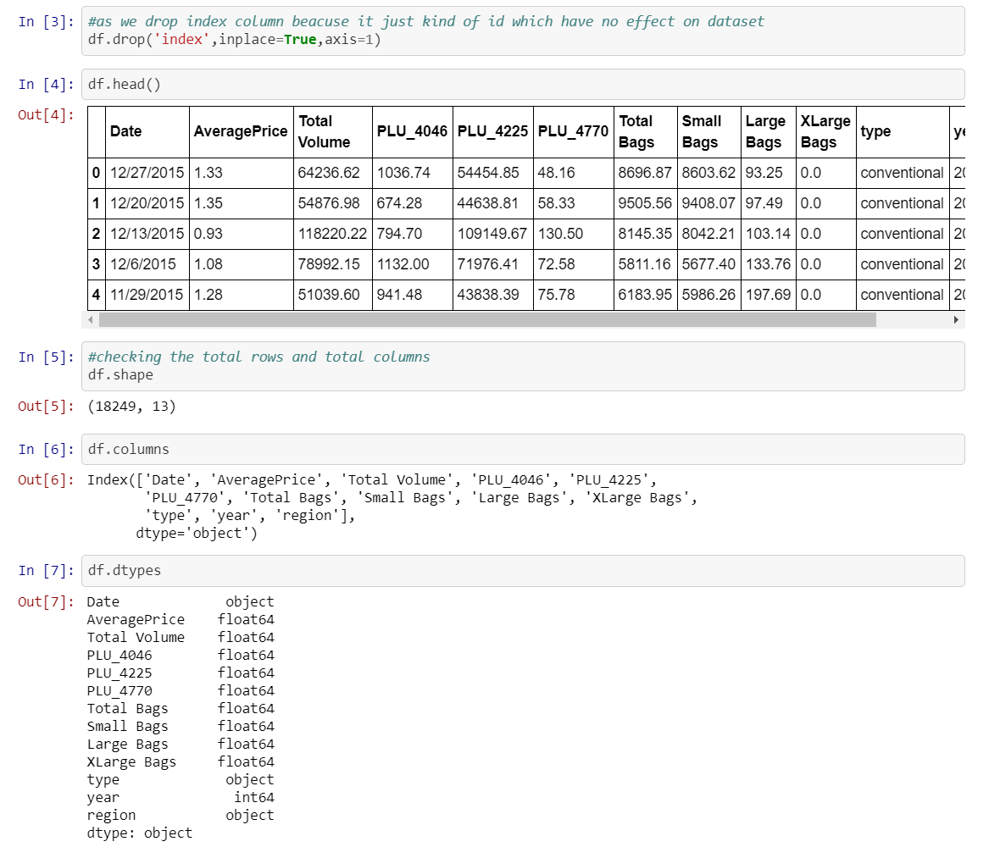 In [3]: #as we drop index column beacuse it just kind of id which have no effect on dataset
df.drop('index',inplace=True,axis=1)
In [4]: df.head()
Out[4]:
Date AveragePrice Total Volume PLU_4046 PLU_4225 PLU_4770 Total Bags Small Bags Large Bags XLarge Bags type ye
0 12/27/2015 1.33 64236.62 1036.74 54454.85 48.16 8696.87 8603.62 93.25 0.0 conventional 20
1 12/20/2015 1.35 54876.98 674.28 44638.81 58.33 9505.56 9408.07 97.49 0.0 conventional 20
2 12/13/2015 0.93 118220.22 794.70 109149.67 130.50 8145.35 8042.21 103.14 0.0 conventional 20
3 12/6/2015 1.08 78992.15 1132.00 71976.41 72.58 5811.16 5677.40 133.76 0.0 conventional 20
4 11/29/2015 1.28 51039.60 941.48 43838.39 75.78 6183.95 5986.26 197.69 0.0 conventional 20
In [5]: #checking the total rows and total columns
df.shape
Out[5]: (18249, 13)
In [6]: df.columns
Out[6]: Index(['Date', 'AveragePrice', 'Total Volume', 'PLU_4046', 'PLU_4225',
'PLU_4770', 'Total Bags', 'Small Bags', 'Large Bags', 'XLarge Bags',
'type', 'year', 'region'],
dtype='object')
In [7]: df.dtypes
Out[7]: Date object
AveragePrice float64
Total Volume float64
PLU_4046 float64
PLU_4225 float64
PLU_4770 float64
Total Bags float64
Small Bags float64
Large Bags float64
XLarge Bags float64
type object
year int64
region object
dtype: object